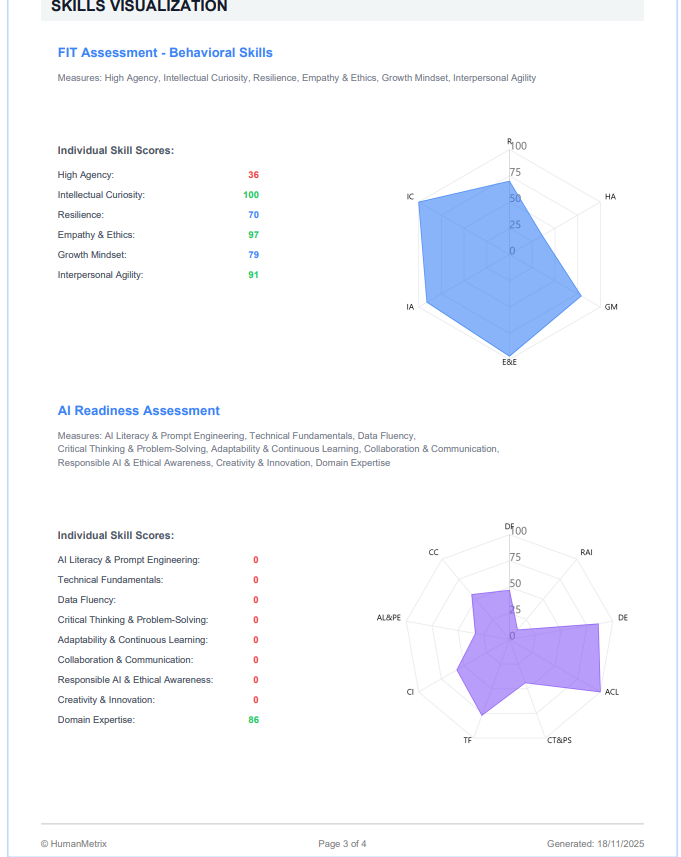 SKILLS VISUALIZATION
FIT Assessment - Behavioral Skills
Measures: High Agency, Intellectual Curiosity, Resilience, Empathy & Ethics, Growth Mindset, Interpersonal Agility
Individual Skill Scores:
High Agency: 36
Intellectual Curiosity: 100
Resilience: 70
Empathy & Ethics: 97
Growth Mindset: 79
Interpersonal Agility: 91
R
100
75
50
25
0
IC
HA
IA
GM
E&E
AI Readiness Assessment
Measures: AI Literacy & Prompt Engineering, Technical Fundamentals, Data Fluency,
Critical Thinking & Problem-Solving, Adaptability & Continuous Learning, Collaboration & Communication,
Responsible AI & Ethical Awareness, Creativity & Innovation, Domain Expertise
Individual Skill Scores:
AI Literacy & Prompt Engineering: 0
Technical Fundamentals: 0
Data Fluency: 0
Critical Thinking & Problem-Solving: 0
Adaptability & Continuous Learning: 0
Collaboration & Communication: 0
Responsible AI & Ethical Awareness: 0
Creativity & Innovation: 0
Domain Expertise: 86
DF
100
75
50
25
0
CC
RAI
AL&PE
DE
CI
ACL
TF
CT&PS
© HumanMetrix
Page 3 of 4
Generated: 18/11/2025